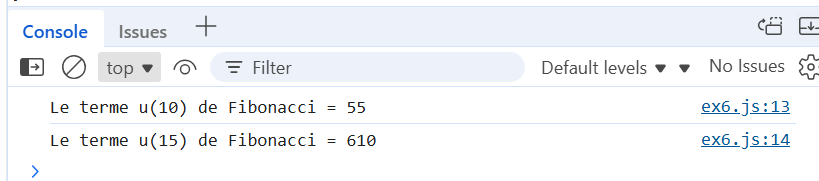 Console Issues
top Filter Default levels No Issues
Le terme u(10) de Fibonacci = 55 ex6.js:13
Le terme u(15) de Fibonacci = 610 ex6.js:14